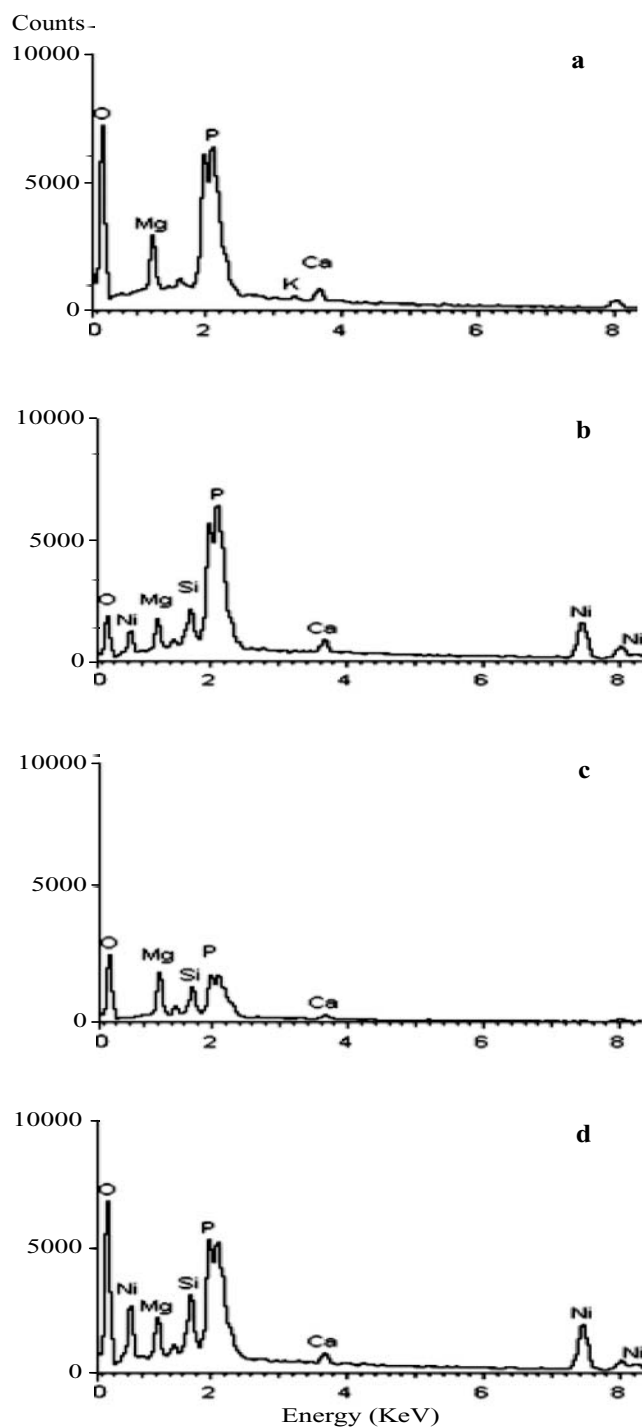 Counts
10000
a
O
P
5000
Mg
Ca
K
0
0 2 4 6 8
10000
b
P
5000
O Ni Mg Si
Ca
Ni
Ni
0
0 2 4 6 8
10000
c
5000
O
Mg
P
Si
Ca
0
0 2 4 6 8
10000
d
O
P
5000
Ni
Mg
Si
Ca
Ni
Ni
0
0 2 4 6 8
Energy (KeV)